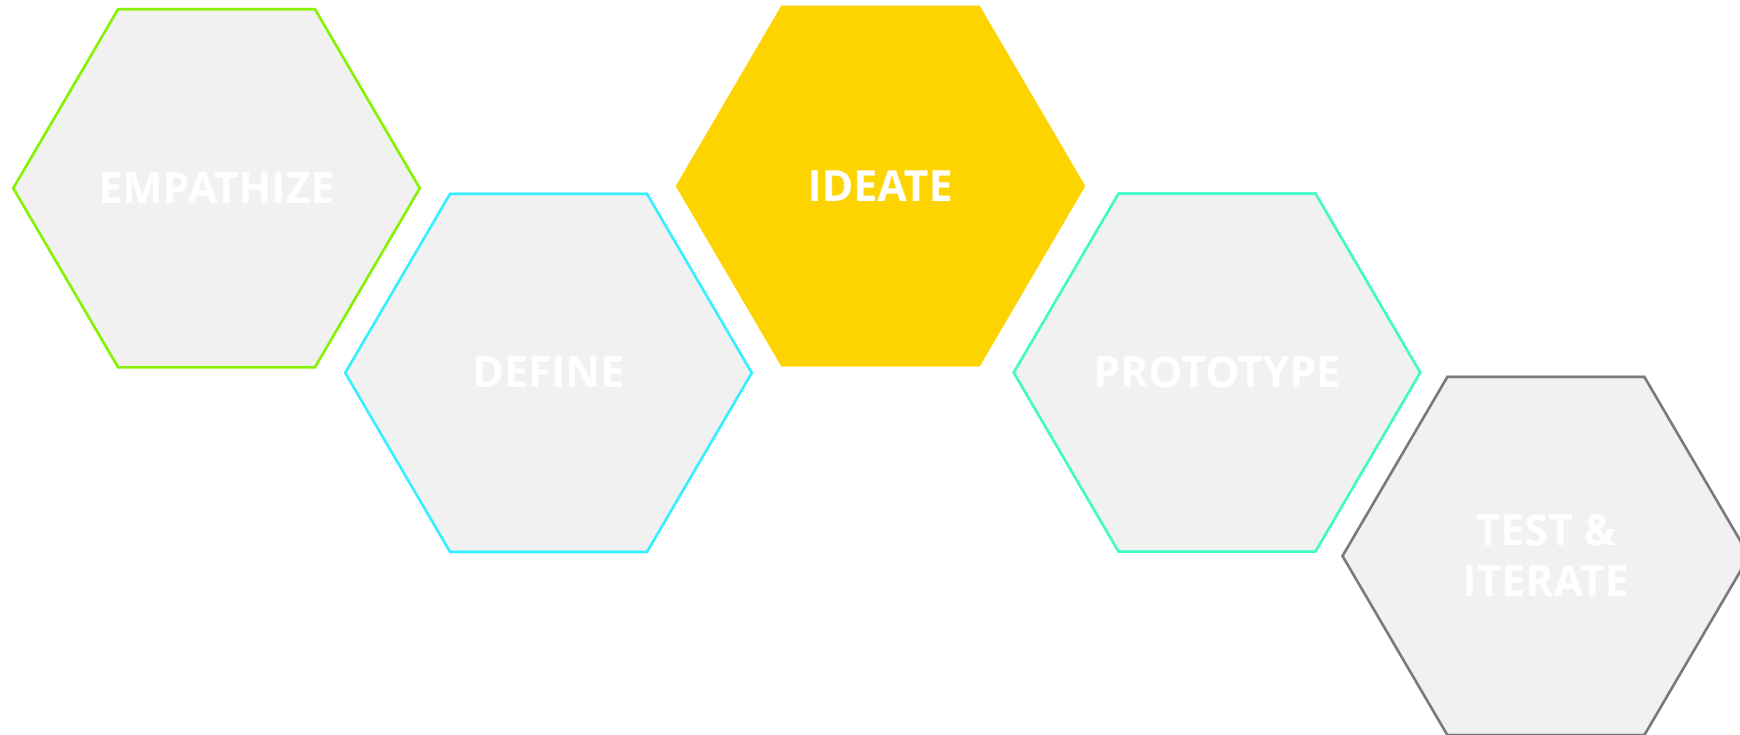 EMPATHIZE
DEFINE
IDEATE
PROTOTYPE
TEST &
ITERATE